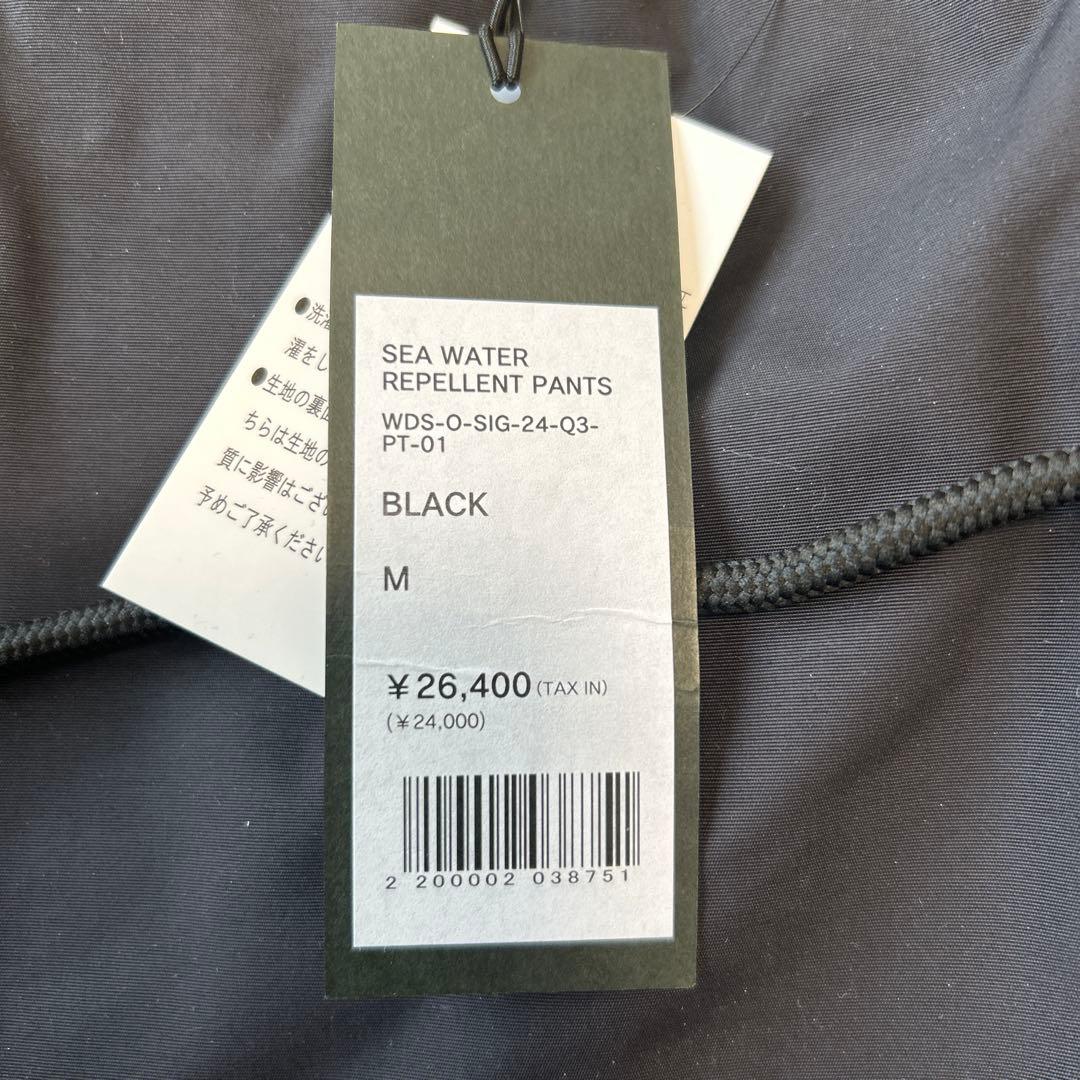 SEA WATER
REPELLENT PANTS
WDS-O-SIG-24-Q3-
PT-01
BLACK
M
￥26,400(TAX IN)
(￥24,000)
2 200002 038751
●洗濯
濯をし
●生地の裏面
ちらは生地の
質に影響はござい
予めご了承ください